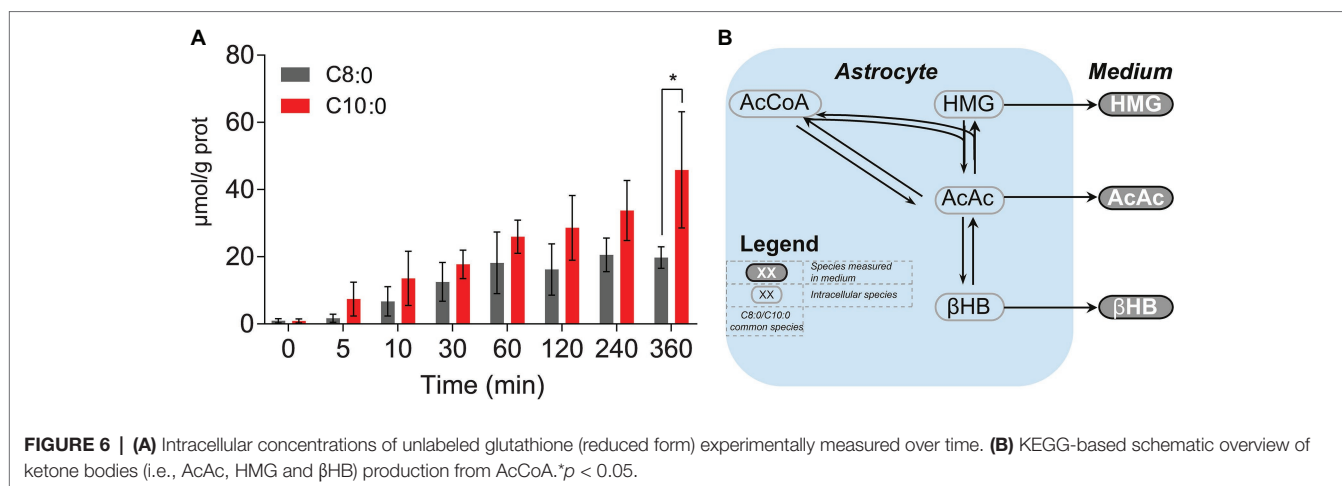 A
80
60
40
20
0
µmol/g prot
C8:0
C10:0
*
0 5 10 30 60 120 240 360
Time (min)
B
Astrocyte
Medium
AcCoA
HMG
HMG
AcAc
AcAc
βHB
βHB
Legend
XX
Species measured
in medium
XX
Intracellular species
C8:0/C10:0
common species
FIGURE 6 | (A) Intracellular concentrations of unlabeled glutathione (reduced form) experimentally measured over time. (B) KEGG-based schematic overview of
ketone bodies (i.e., AcAc, HMG and βHB) production from AcCoA.*p < 0.05.